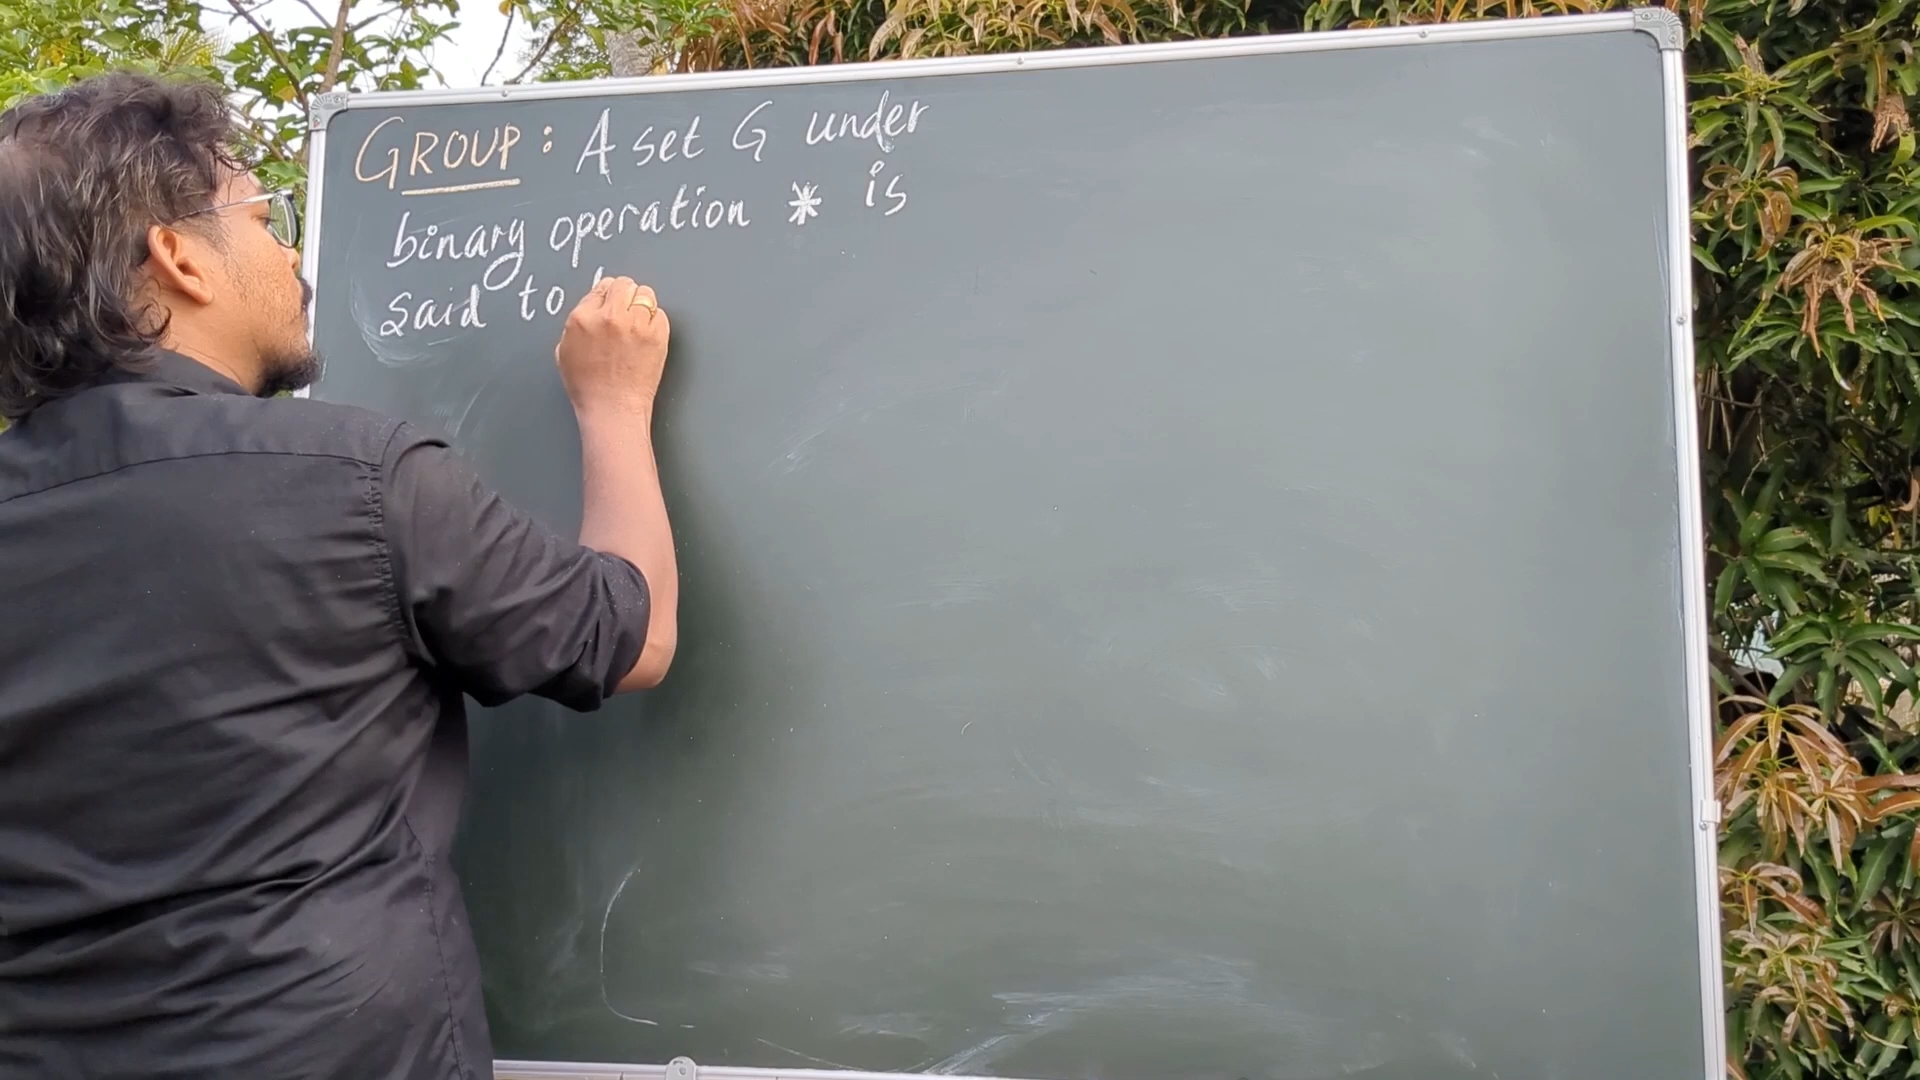 GROUP : A set G under
binary operation * is
said to